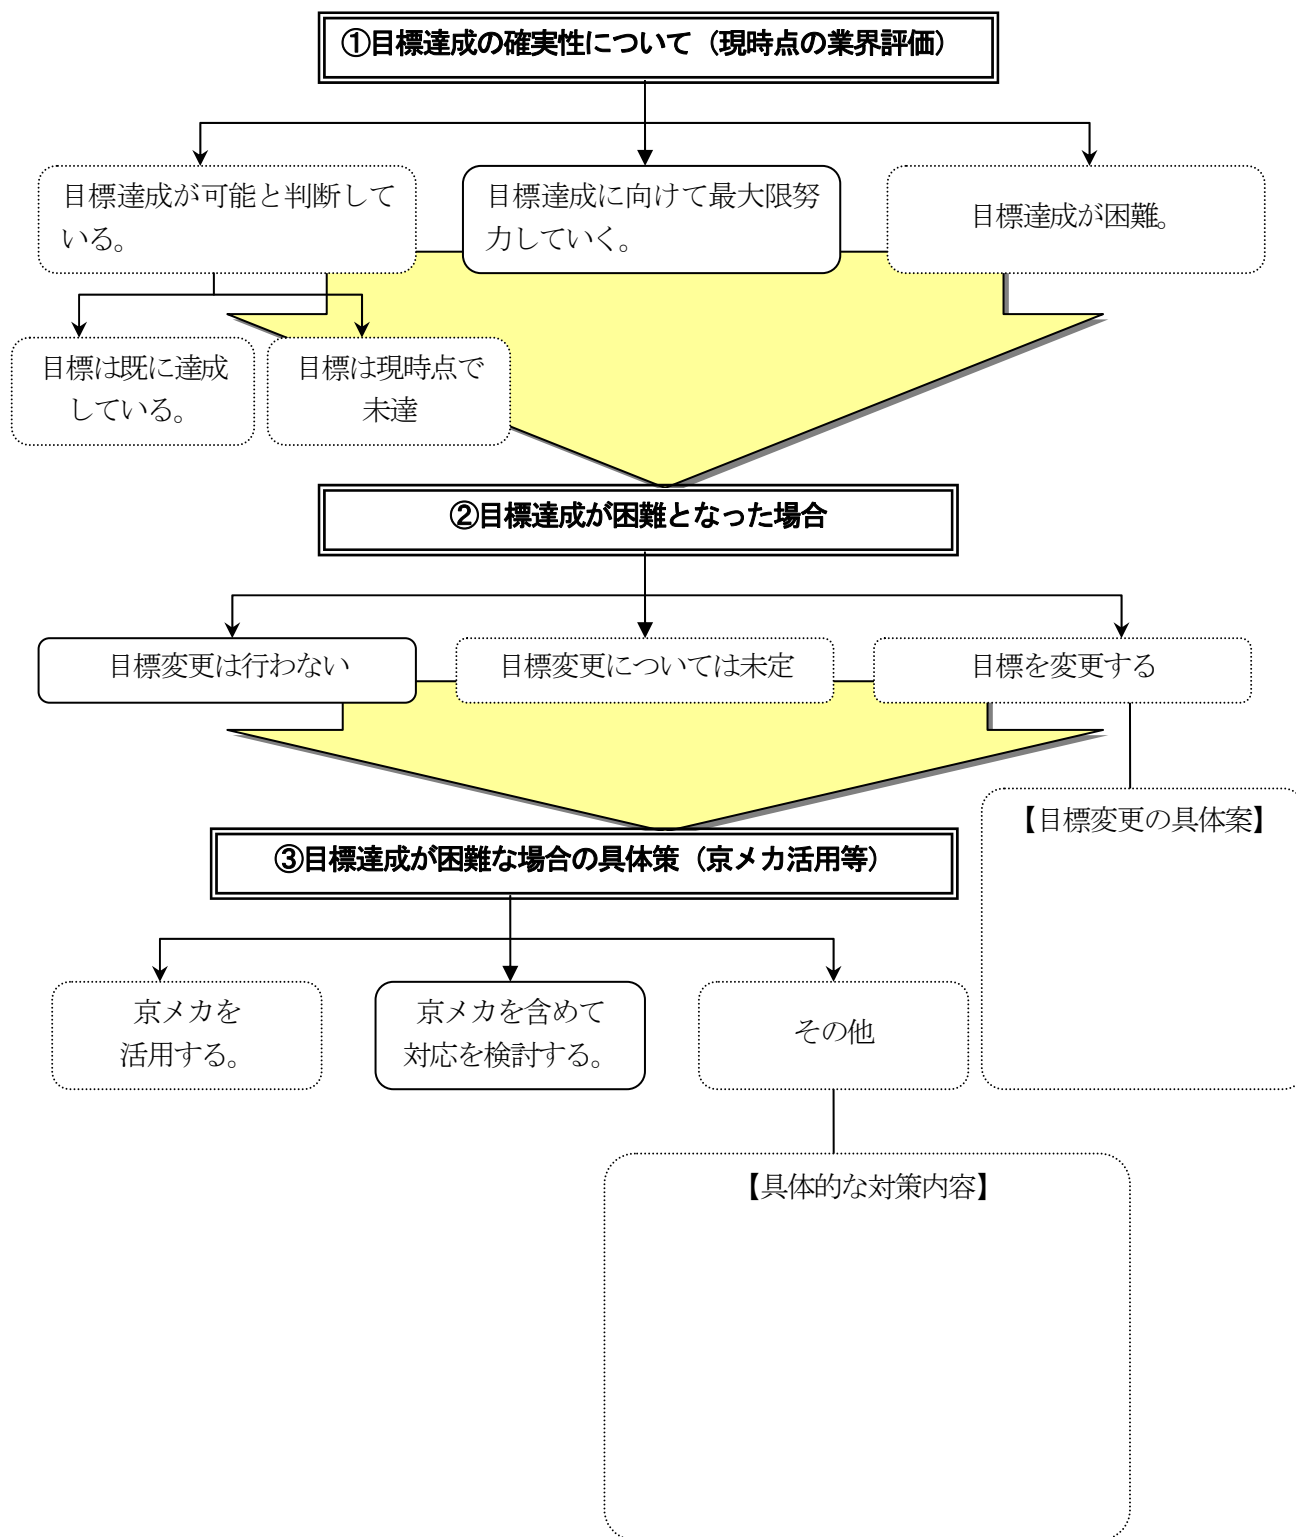 ①目標達成の確実性について（現時点の業界評価）
目標達成が可能と判断して
いる。
目標達成に向けて最大限努
力していく。
目標達成が困難。
目標は既に達成
している。
目標は現時点で
未達
②目標達成が困難となった場合
目標変更は行わない
目標変更については未定
目標を変更する
【目標変更の具体案】
③目標達成が困難な場合の具体策（京メカ活用等）
京メカを
活用する。
京メカを含めて
対応を検討する。
その他
【具体的な対策内容】